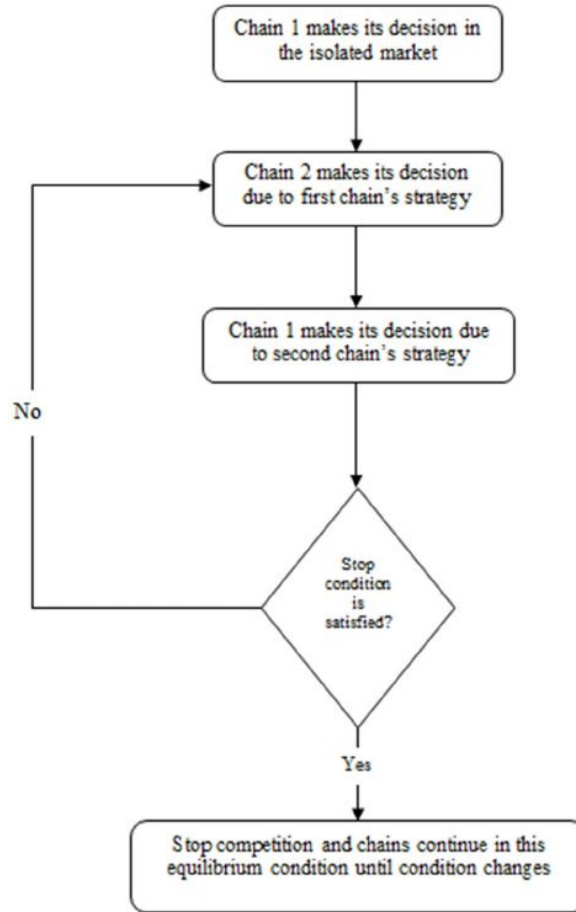 Chain 1 makes its decision in
the isolated market
Chain 2 makes its decision
due to first chain's strategy
Chain 1 makes its decision due
to second chain's strategy
No
Stop
condition
is
satisfied?
Yes
Stop competition and chains continue in this
equilibrium condition until condition changes